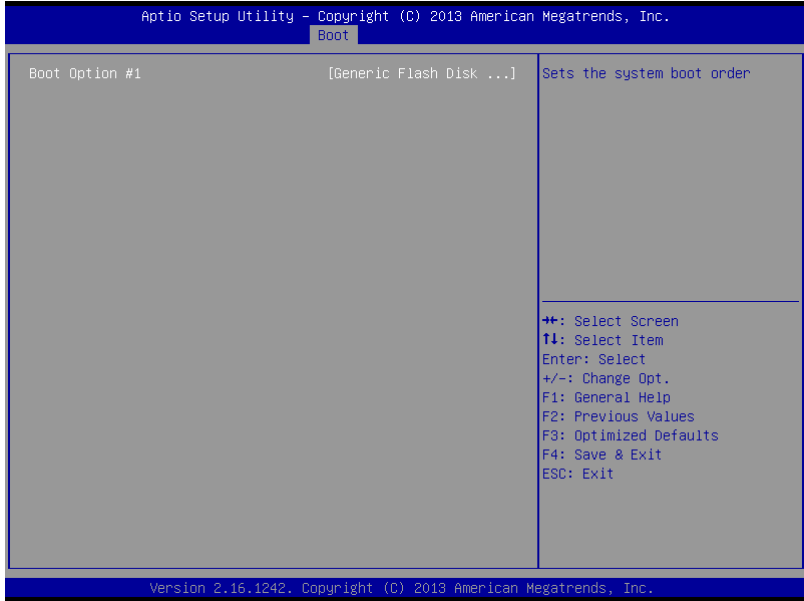 Aptio Setup Utility – Copyright (C) 2013 American Megatrends, Inc.
Boot
Boot Option #1 [Generic Flash Disk ...]
Sets the system boot order
→←: Select Screen
↑↓: Select Item
Enter: Select
+/-: Change Opt.
F1: General Help
F2: Previous Values
F3: Optimized Defaults
F4: Save & Exit
ESC: Exit
Version 2.16.1242. Copyright (C) 2013 American Megatrends, Inc.